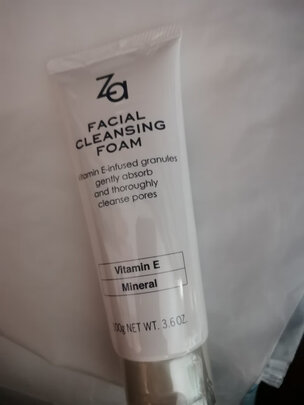 Za
FACIAL
CLEANSING
FOAM
Vitamin E-infused granules
gently absorb
and thoroughly
cleanse pores
Vitamin E
Mineral
100g NET WT. 3.6 OZ.